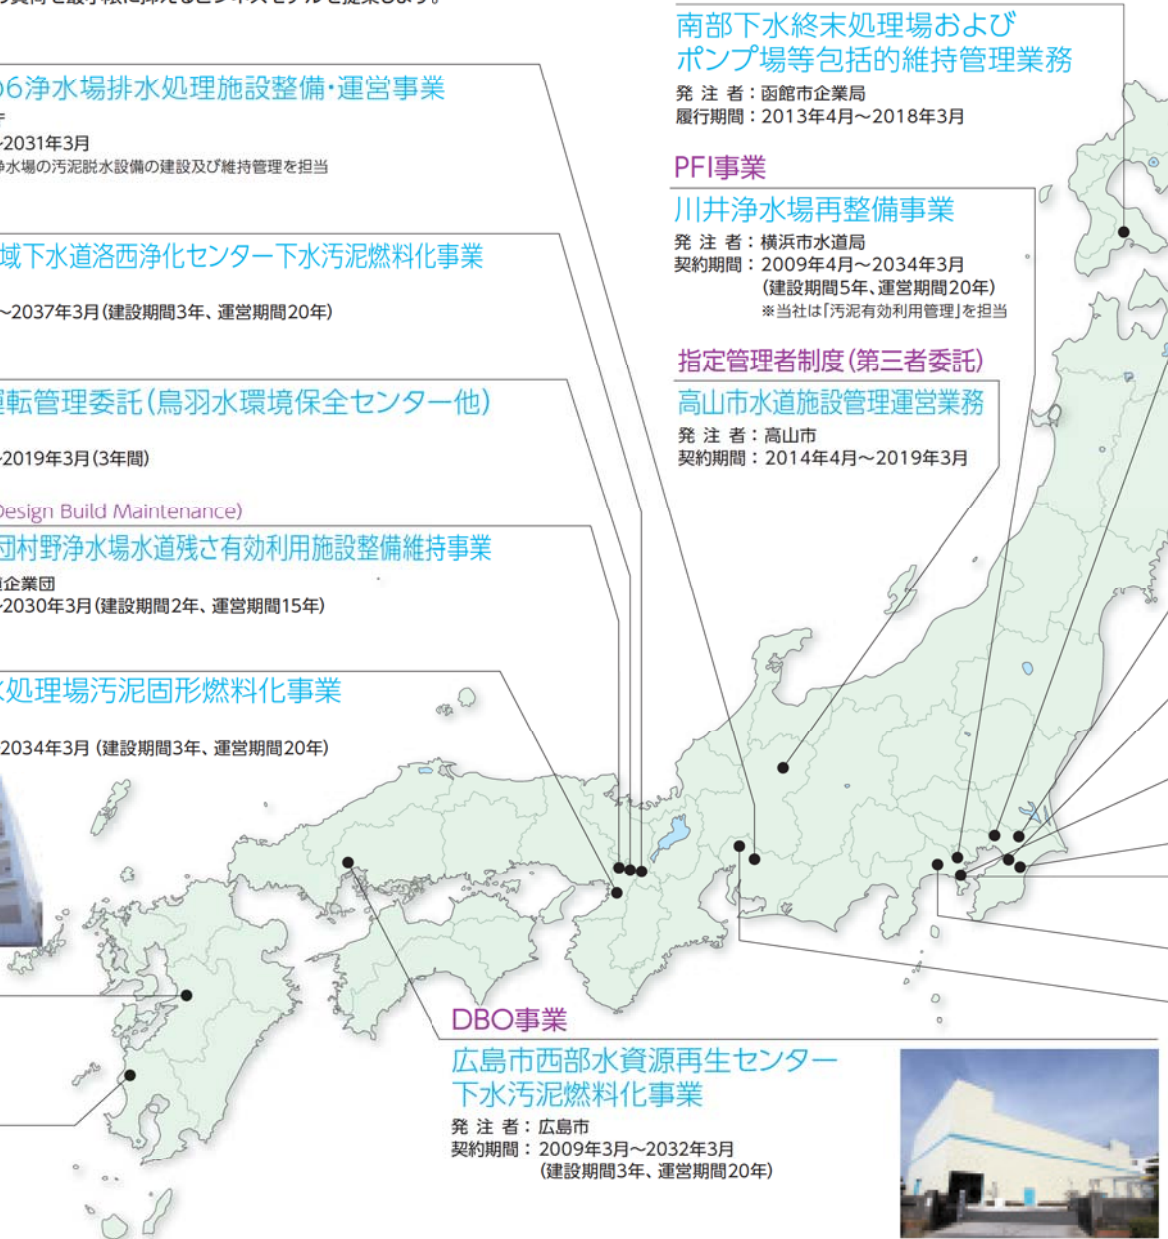 の6浄水場排水処理施設整備・運営事業
～2031年3月
浄水場の汚泥脱水設備の建設及び維持管理を担当
域下水道洛西浄化センター下水汚泥燃料化事業
～2037年3月(建設期間3年、運営期間20年)
運転管理委託(鳥羽水環境保全センター他)
～2019年3月(3年間)
Design Build Maintenance)
団村野浄水場水道残さ有効利用施設整備維持事業
道企業団
～2030年3月(建設期間2年、運営期間15年)
水処理場汚泥固形燃料化事業
2034年3月 (建設期間3年、運営期間20年)
南部下水終末処理場および
ポンプ場等包括的維持管理業務
発 注 者：函館市企業局
履行期間：2013年4月～2018年3月
PFI事業
川井浄水場再整備事業
発 注 者：横浜市水道局
契約期間：2009年4月～2034年3月
(建設期間5年、運営期間20年)
※当社は「汚泥有効利用管理」を担当
指定管理者制度(第三者委託)
高山市水道施設管理運営業務
発 注 者：高山市
契約期間：2014年4月～2019年3月
DBO事業
広島市西部水資源再生センター
下水汚泥燃料化事業
発 注 者：広島市
契約期間：2009年3月～2032年3月
(建設期間3年、運営期間20年)